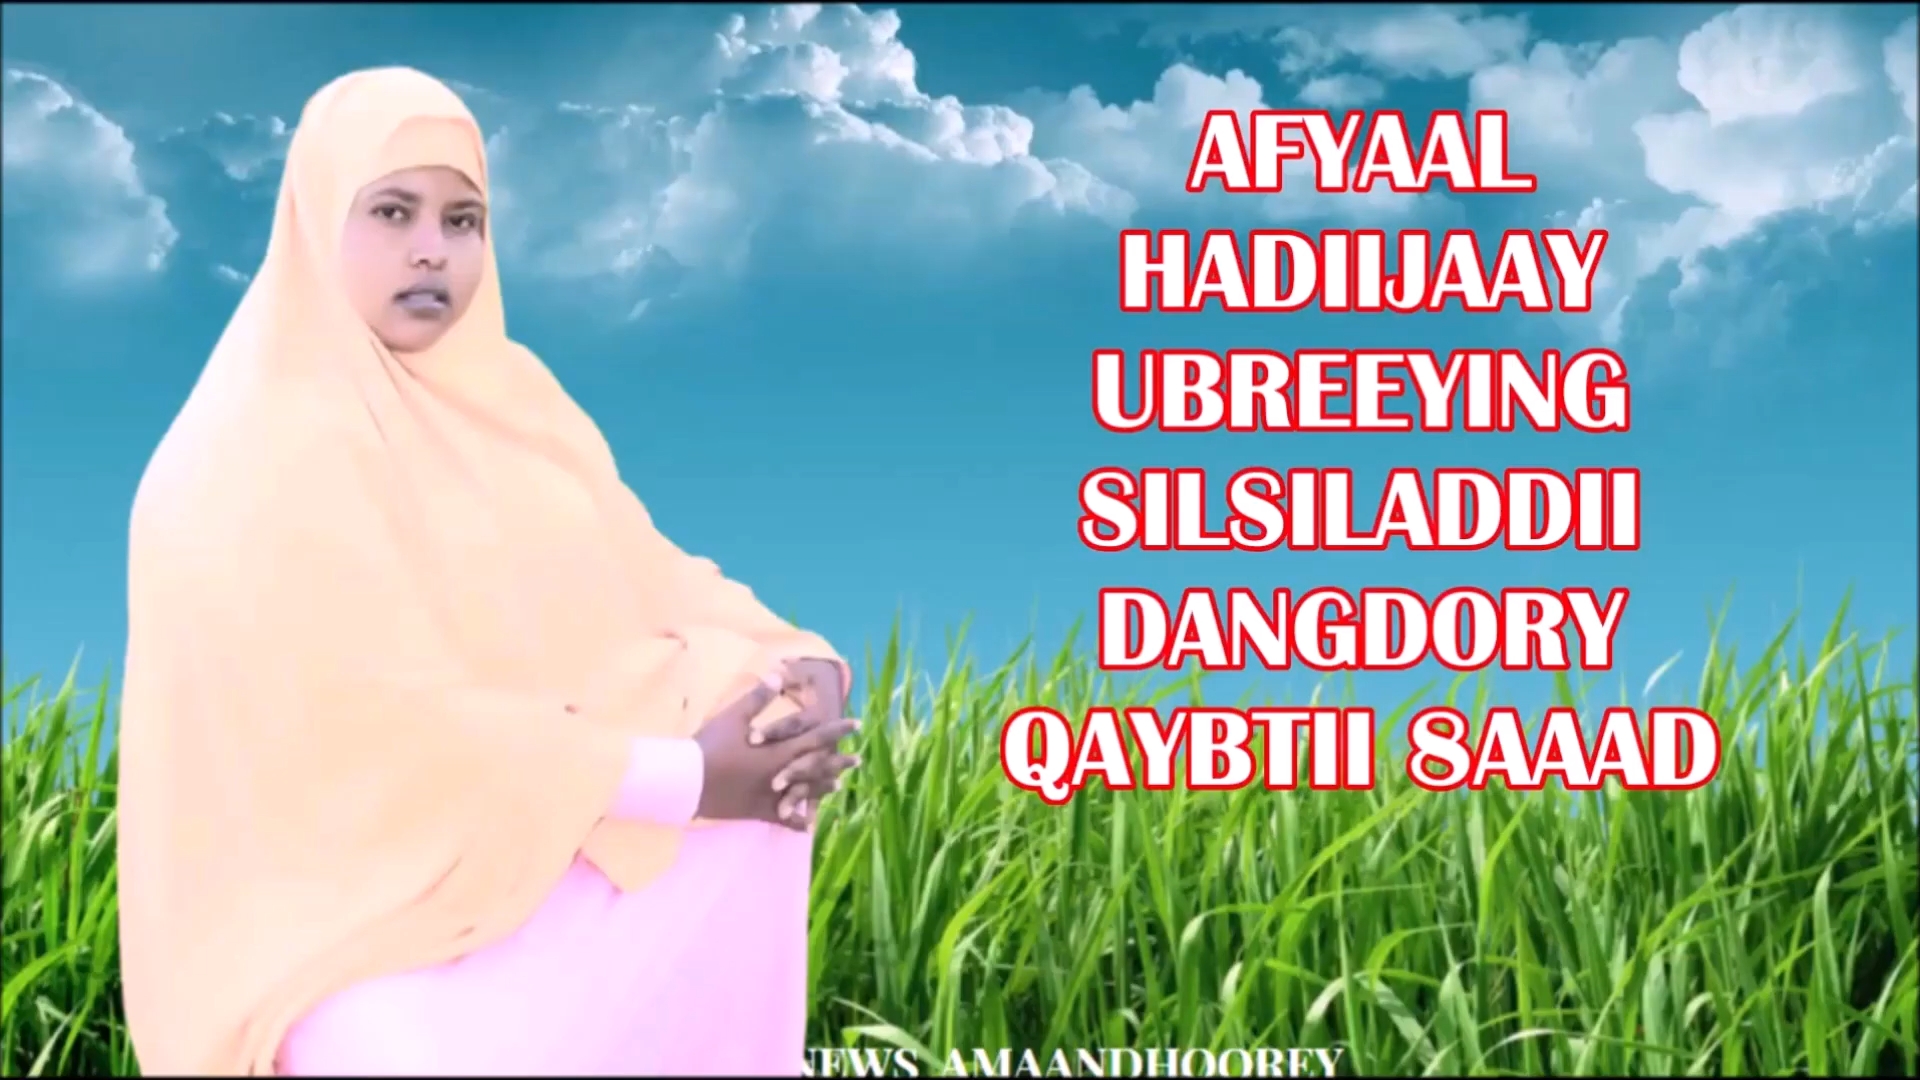 AFYAAL
HADIIJAAY
UBREEYING
SILSILADDII
DANGDORY
QAYBTII 8AAAD
NEWS AMAANDHOOREY